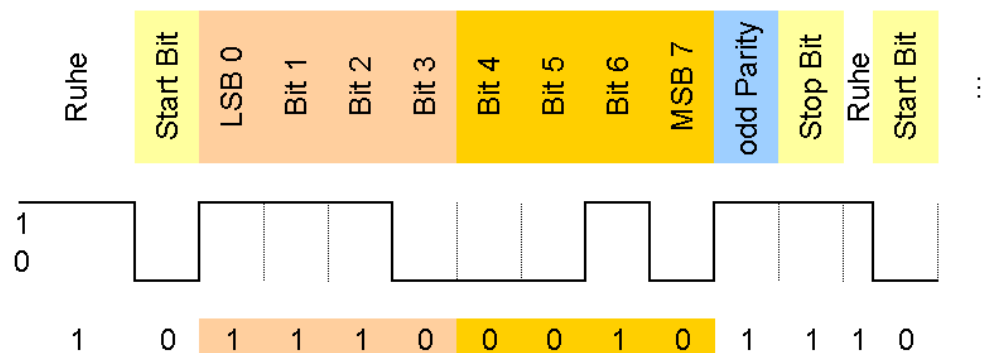 Ruhe Start Bit LSB 0 Bit 1 Bit 2 Bit 3 Bit 4 Bit 5 Bit 6 MSB 7 odd Parity Stop Bit Ruhe Start Bit ...
1
0
1 0 1 1 1 0 0 0 1 0 1 1 1 0